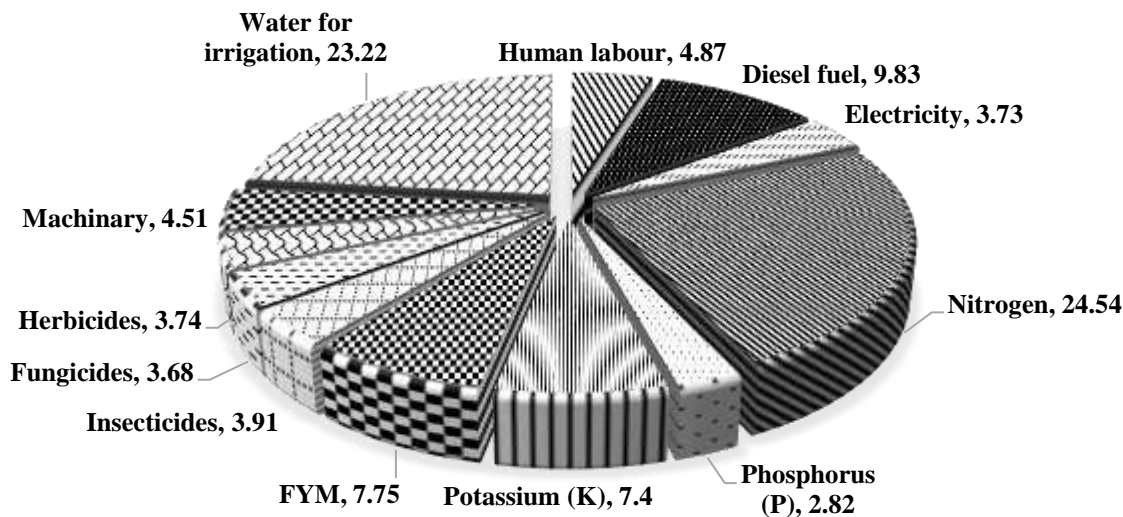 Water for
irrigation, 23.22
Human labour, 4.87
Diesel fuel, 9.83
Electricity, 3.73
Machinary, 4.51
Nitrogen, 24.54
Herbicides, 3.74
Fungicides, 3.68
Insecticides, 3.91
FYM, 7.75
Potassium (K), 7.4
Phosphorus
(P), 2.82